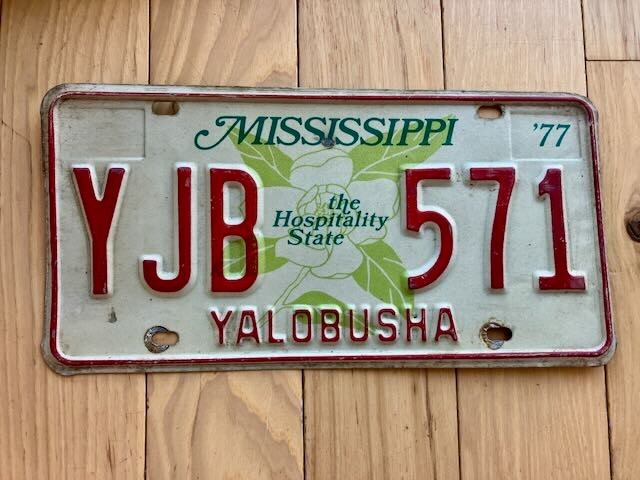 MISSISSIPPI '77
YJB 571
the
Hospitality
State
YALOBUSHA